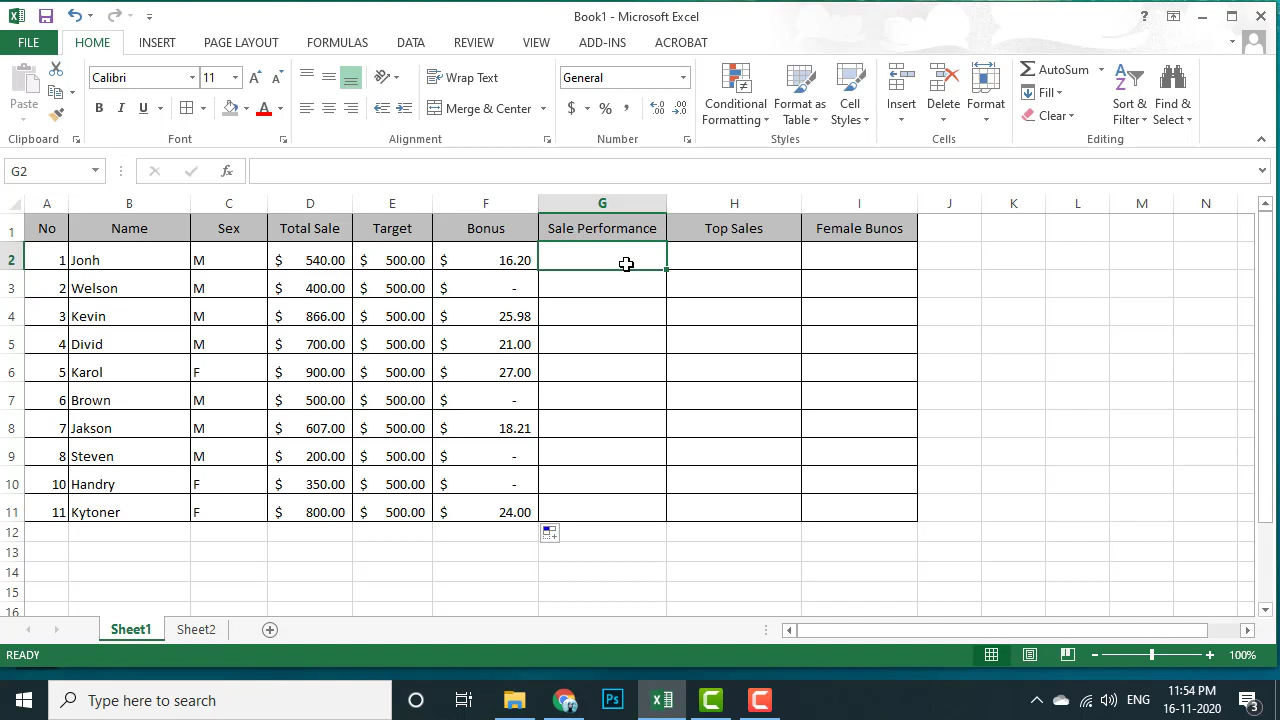 Book1 - Microsoft Excel
FILE HOME INSERT PAGE LAYOUT FORMULAS DATA REVIEW VIEW ADD-INS ACROBAT
Calibri 11 Wrap Text General AutoSum
Paste B I U Merge & Center $ % Conditional Formatting Format as Table Cell Styles Insert Delete Format Fill Clear Sort & Filter Find & Select
Clipboard Font Alignment Number Styles Cells Editing
G2 fx
A B C D E F G H I J K L M N
1 No Name Sex Total Sale Target Bonus Sale Performance Top Sales Female Bunos
2 1 Jonh M $ 540.00 $ 500.00 $ 16.20
3 2 Welson M $ 400.00 $ 500.00 $ -
4 3 Kevin M $ 866.00 $ 500.00 $ 25.98
5 4 Divid M $ 700.00 $ 500.00 $ 21.00
6 5 Karol F $ 900.00 $ 500.00 $ 27.00
7 6 Brown M $ 500.00 $ 500.00 $ -
8 7 Jakson M $ 607.00 $ 500.00 $ 18.21
9 8 Steven M $ 200.00 $ 500.00 $ -
10 10 Handry F $ 350.00 $ 500.00 $ -
11 11 Kytoner F $ 800.00 $ 500.00 $ 24.00
12
13
14
15
16
Sheet1 Sheet2
READY 100%
Type here to search Ps ENG 11:54 PM
16-11-2020 3